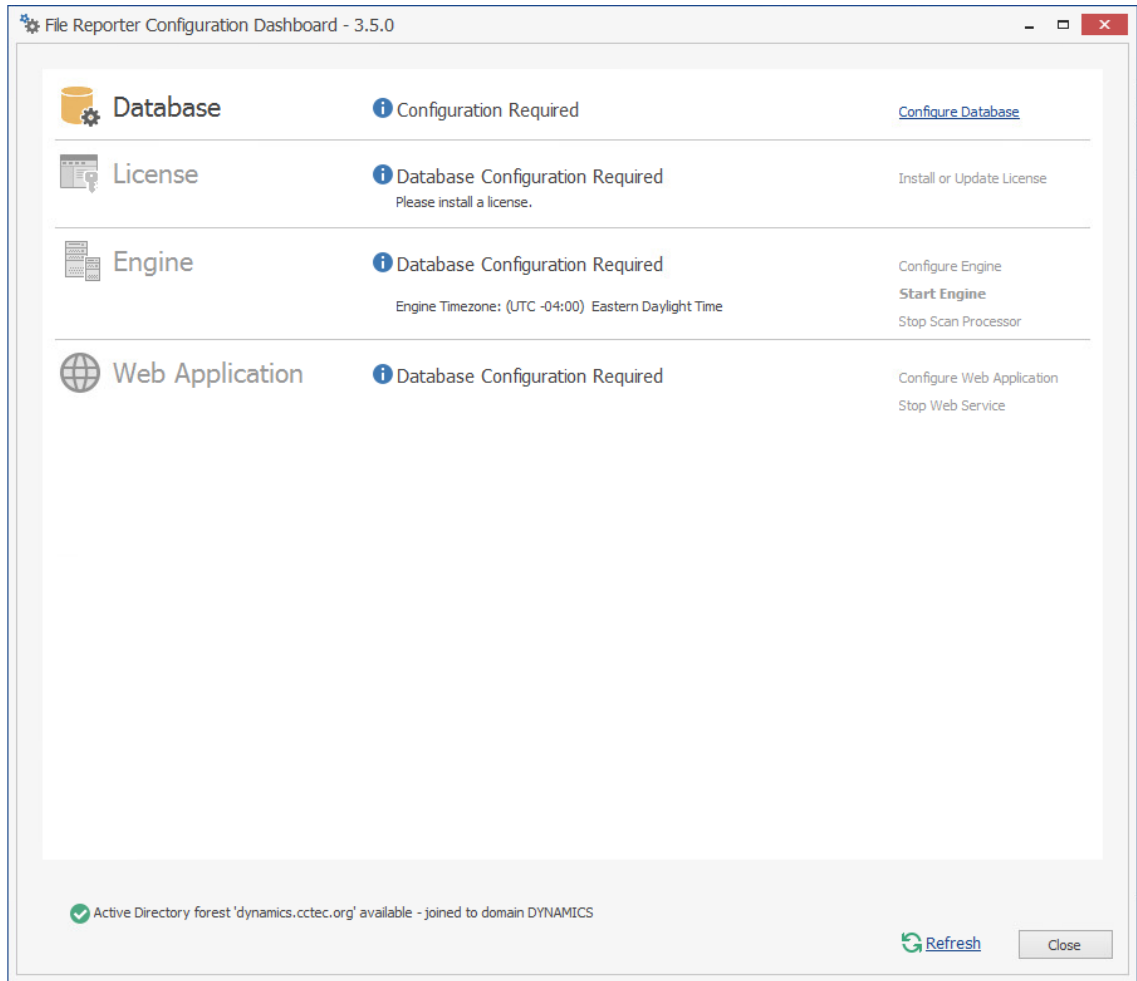 File Reporter Configuration Dashboard - 3.5.0
Database
Configuration Required
Configure Database
License
Database Configuration Required
Install or Update License
Please install a license.
Engine
Database Configuration Required
Configure Engine
Start Engine
Engine Timezone: (UTC -04:00) Eastern Daylight Time
Stop Scan Processor
Web Application
Database Configuration Required
Configure Web Application
Stop Web Service
Active Directory forest 'dynamics.cctec.org' available - joined to domain DYNAMICS
Refresh
Close